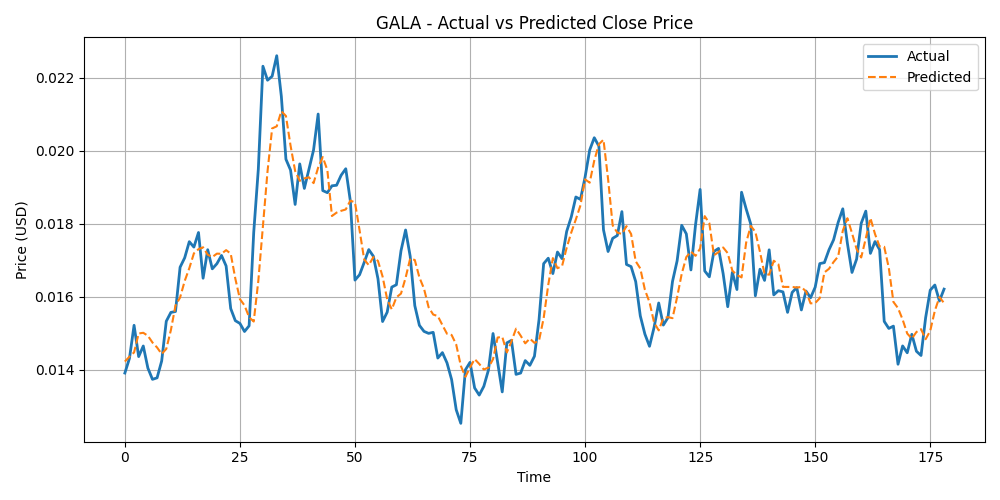 GALA - Actual vs Predicted Close Price
Actual
Predicted
Price (USD)
0.022
0.020
0.018
0.016
0.014
0 25 50 75 100 125 150 175
Time